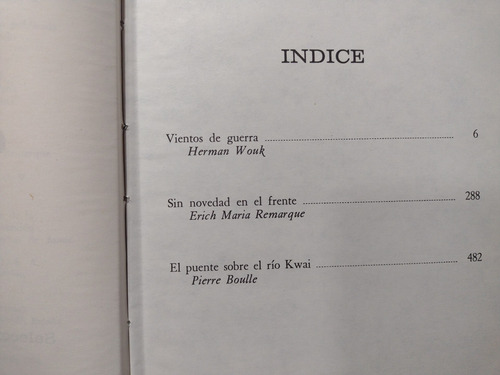 INDICE
Vientos de guerra ........................ 6
Herman Wouk
Sin novedad en el frente ........................ 288
Erich Maria Remarque
El puente sobre el río Kwai ........................ 482
Pierre Boulle